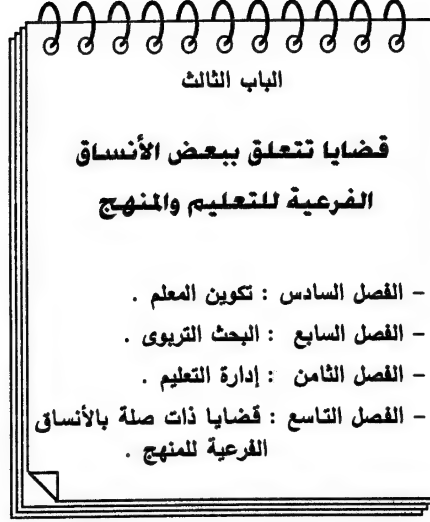 الباب الثالث
قضايا تتعلق ببعض الأنساق
الفرعية للتعليم والمنهج
- الفصل السادس : تكوين المعلم .
- الفصل السابع : البحث التربوى .
- الفصل الثامن : إدارة التعليم .
- الفصل التاسع : قضايا ذات صلة بالأنساق
الفرعية للمنهج .